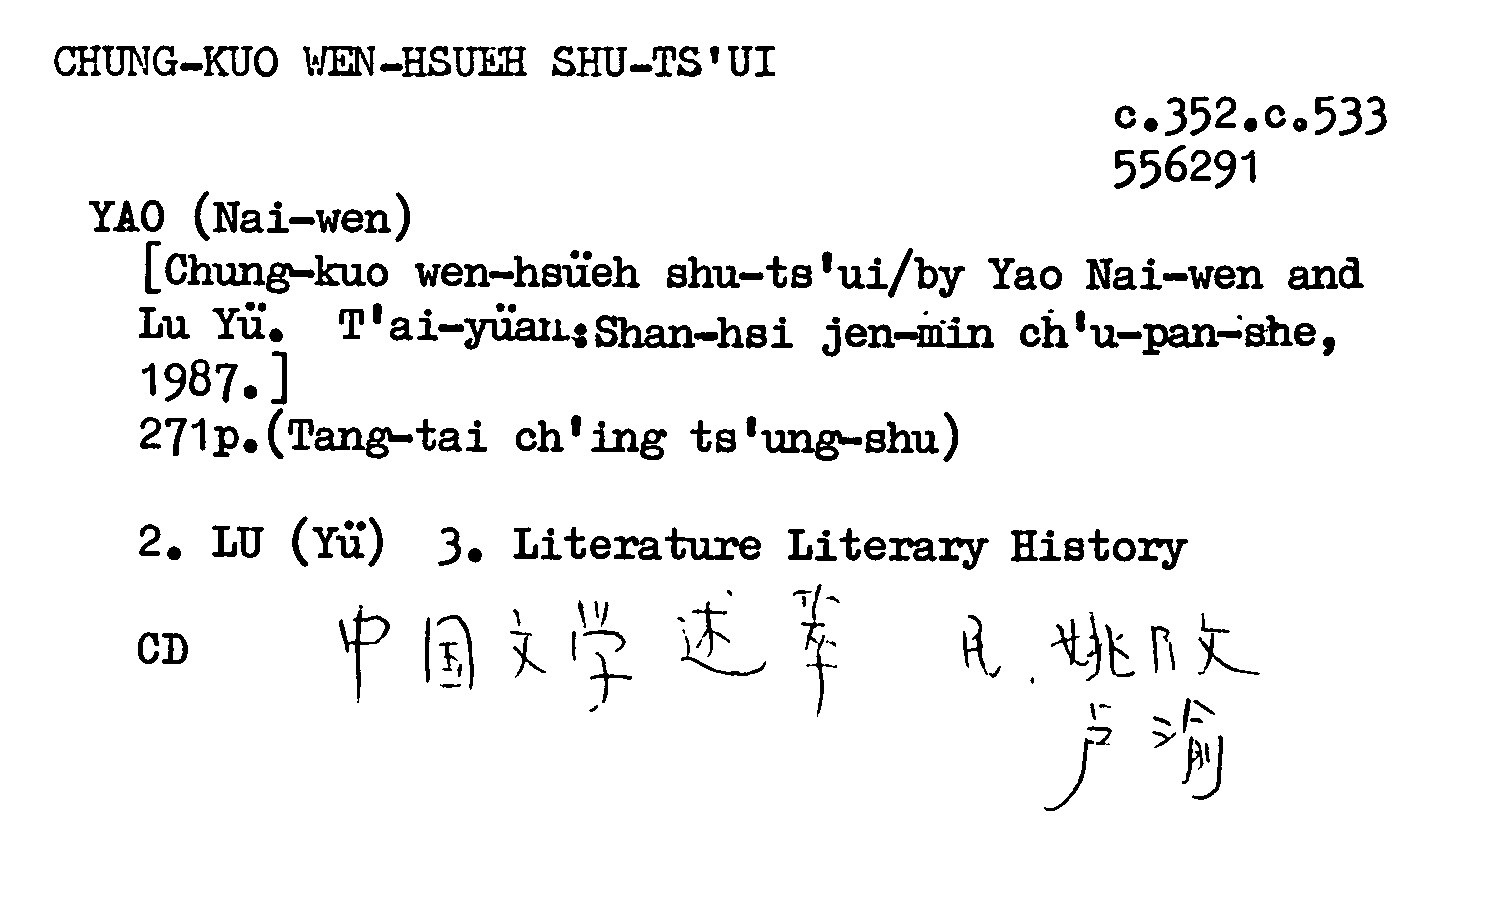 CHUNG-KUO WEN-HSUEH SHU-TS'UI
c.352.c.533
556291
YAO (Nai-wen)
[Chung-kuo wen-hsüeh shu-ts'ui/by Yao Nai-wen and
Lu Yü. T'ai-yüan:Shan-hsi jen-min ch'u-pan-she,
1987.]
271p.(Tang-tai ch'ing ts'ung-shu)
2. LU (Yü) 3. Literature Literary History
CD 中国文学述萃 姚乃文
卢渝